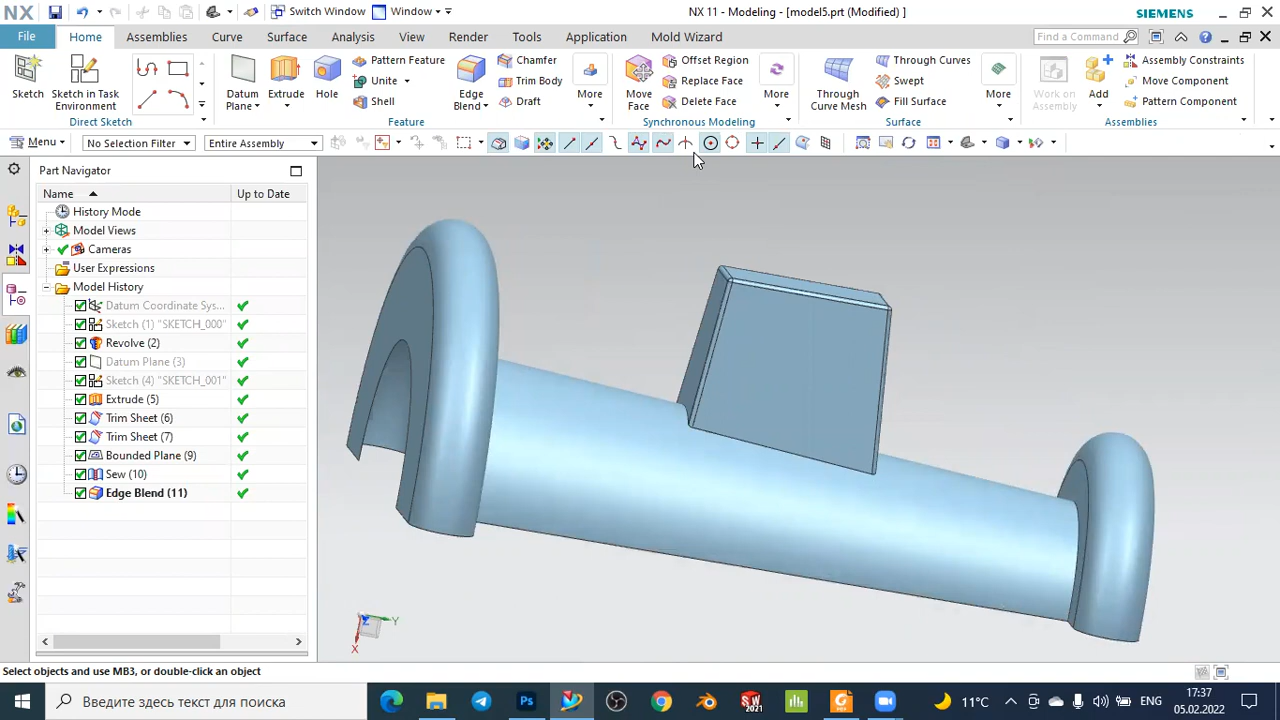 NX Switch Window Window NX 11 - Modeling - [model5.prt (Modified) ] SIEMENS
File Home Assemblies Curve Surface Analysis View Render Tools Application Mold Wizard Find a Command
Sketch Sketch in Task Environment Direct Sketch
Datum Plane Extrude Hole Pattern Feature Unite Shell Edge Blend Chamfer Trim Body Draft More Feature
Move Face Offset Region Replace Face Delete Face More Synchronous Modeling
Through Curve Mesh Through Curves Swept Fill Surface More Surface
Work on Assembly Add Assembly Constraints Move Component Pattern Component Assemblies
Menu No Selection Filter Entire Assembly
Part Navigator
Name Up to Date
History Mode
Model Views
Cameras
User Expressions
Model History
Datum Coordinate Sys...
Sketch (1) "SKETCH_000"
Revolve (2)
Datum Plane (3)
Sketch (4) "SKETCH_001"
Extrude (5)
Trim Sheet (6)
Trim Sheet (7)
Bounded Plane (9)
Sew (10)
Edge Blend (11)
Z Y
X
Select objects and use MB3, or double-click an object
Введите здесь текст для поиска
Ps SW 2021 11°C ENG 17:37
05.02.2022